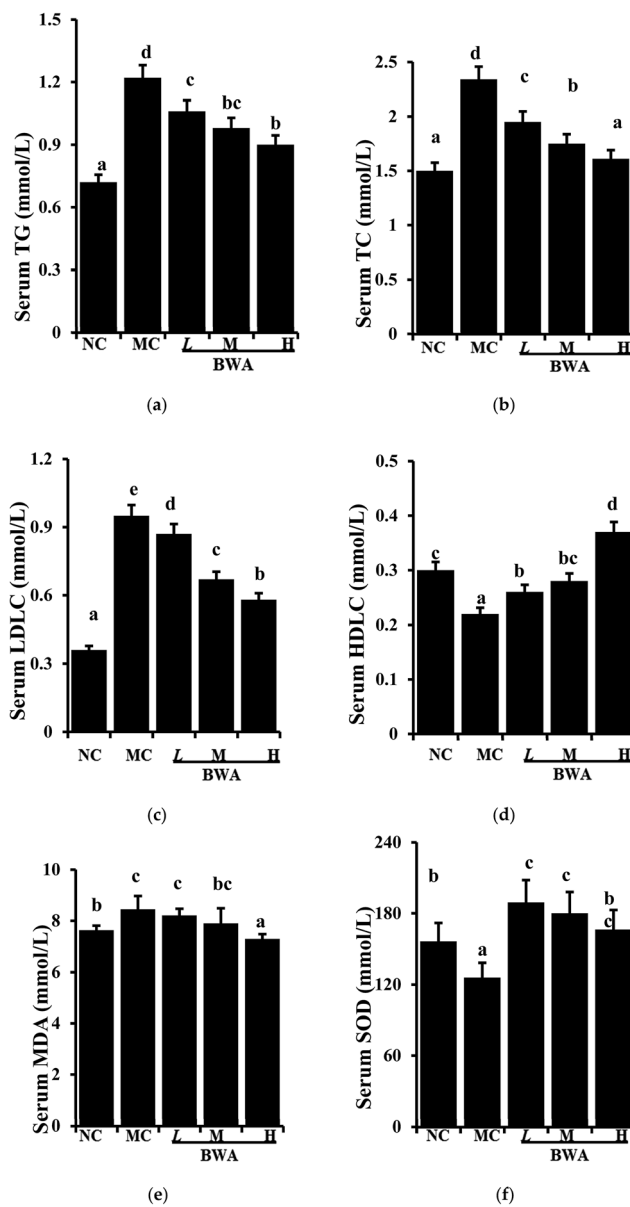 Serum TG (mmol/L)
1.5
1.2
0.9
0.6
0.3
0
a
d
c
bc
b
NC MC L M H
BWA
(a)
Serum TC (mmol/L)
2.5
2
1.5
1
0.5
0
a
d
c
b
a
NC MC L M H
BWA
(b)
Serum LDLC (mmol/L)
1.2
0.9
0.6
0.3
0
a
e
d
c
b
NC MC L M H
BWA
(c)
Serum HDLC (mmol/L)
0.5
0.4
0.3
0.2
0.1
0
c
a
b
bc
d
NC MC L M H
BWA
(d)
Serum MDA (mmol/L)
10
8
6
4
2
0
b
c
c
bc
a
NC MC L M H
BWA
(e)
Serum SOD (mmol/L)
240
180
120
60
0
b
a
c
c
b
c
NC MC L M H
BWA
(f)